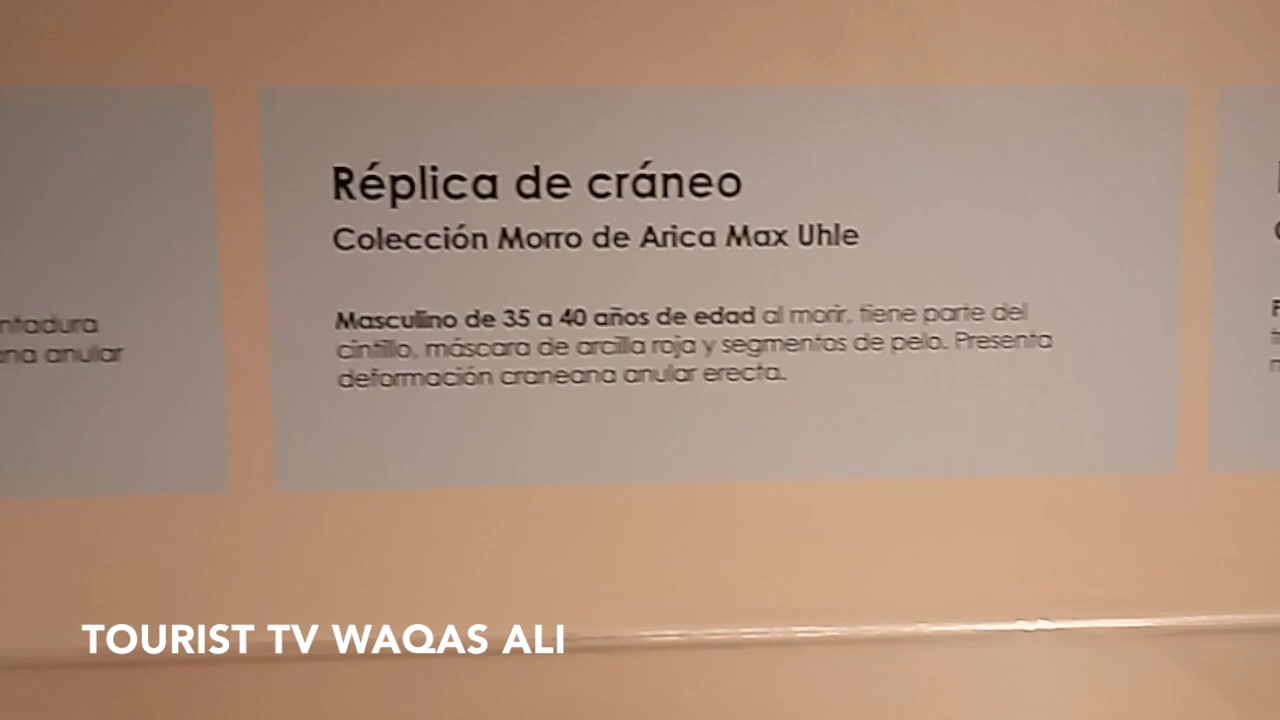 Réplica de cráneo
Colección Morro de Arica Max Uhle
Masculino de 35 a 40 años de edad al morir, tiene parte del
cintillo, máscara de arcilla roja y segmentos de pelo. Presenta
deformación craneana anular erecta.
anular
TOURIST TV WAQAS ALI